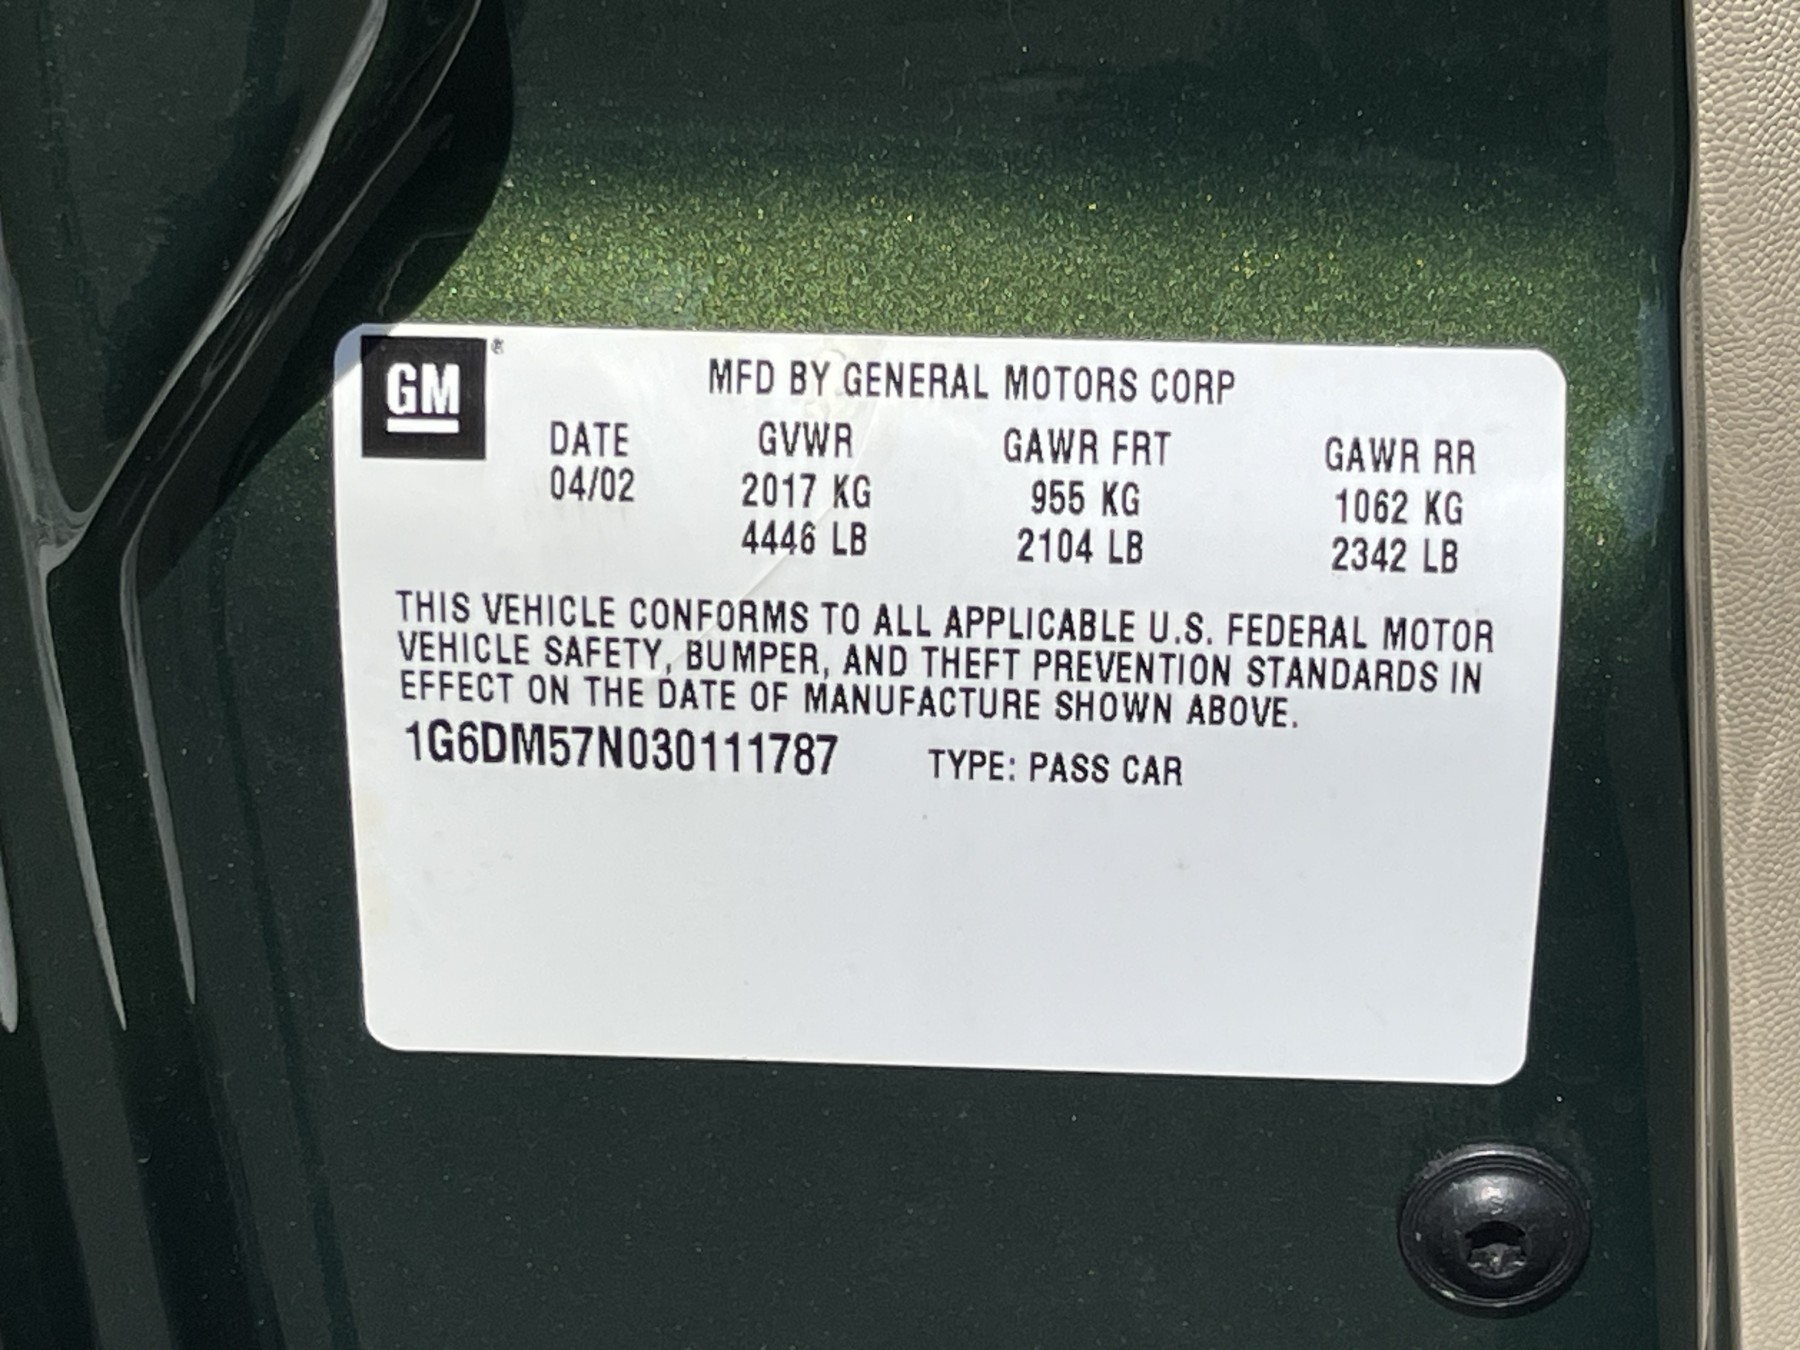 GM ®
MFD BY GENERAL MOTORS CORP
DATE GVWR GAWR FRT GAWR RR
04/02 2017 KG 955 KG 1062 KG
4446 LB 2104 LB 2342 LB
THIS VEHICLE CONFORMS TO ALL APPLICABLE U.S. FEDERAL MOTOR
VEHICLE SAFETY, BUMPER, AND THEFT PREVENTION STANDARDS IN
EFFECT ON THE DATE OF MANUFACTURE SHOWN ABOVE.
1G6DM57N030111787 TYPE: PASS CAR